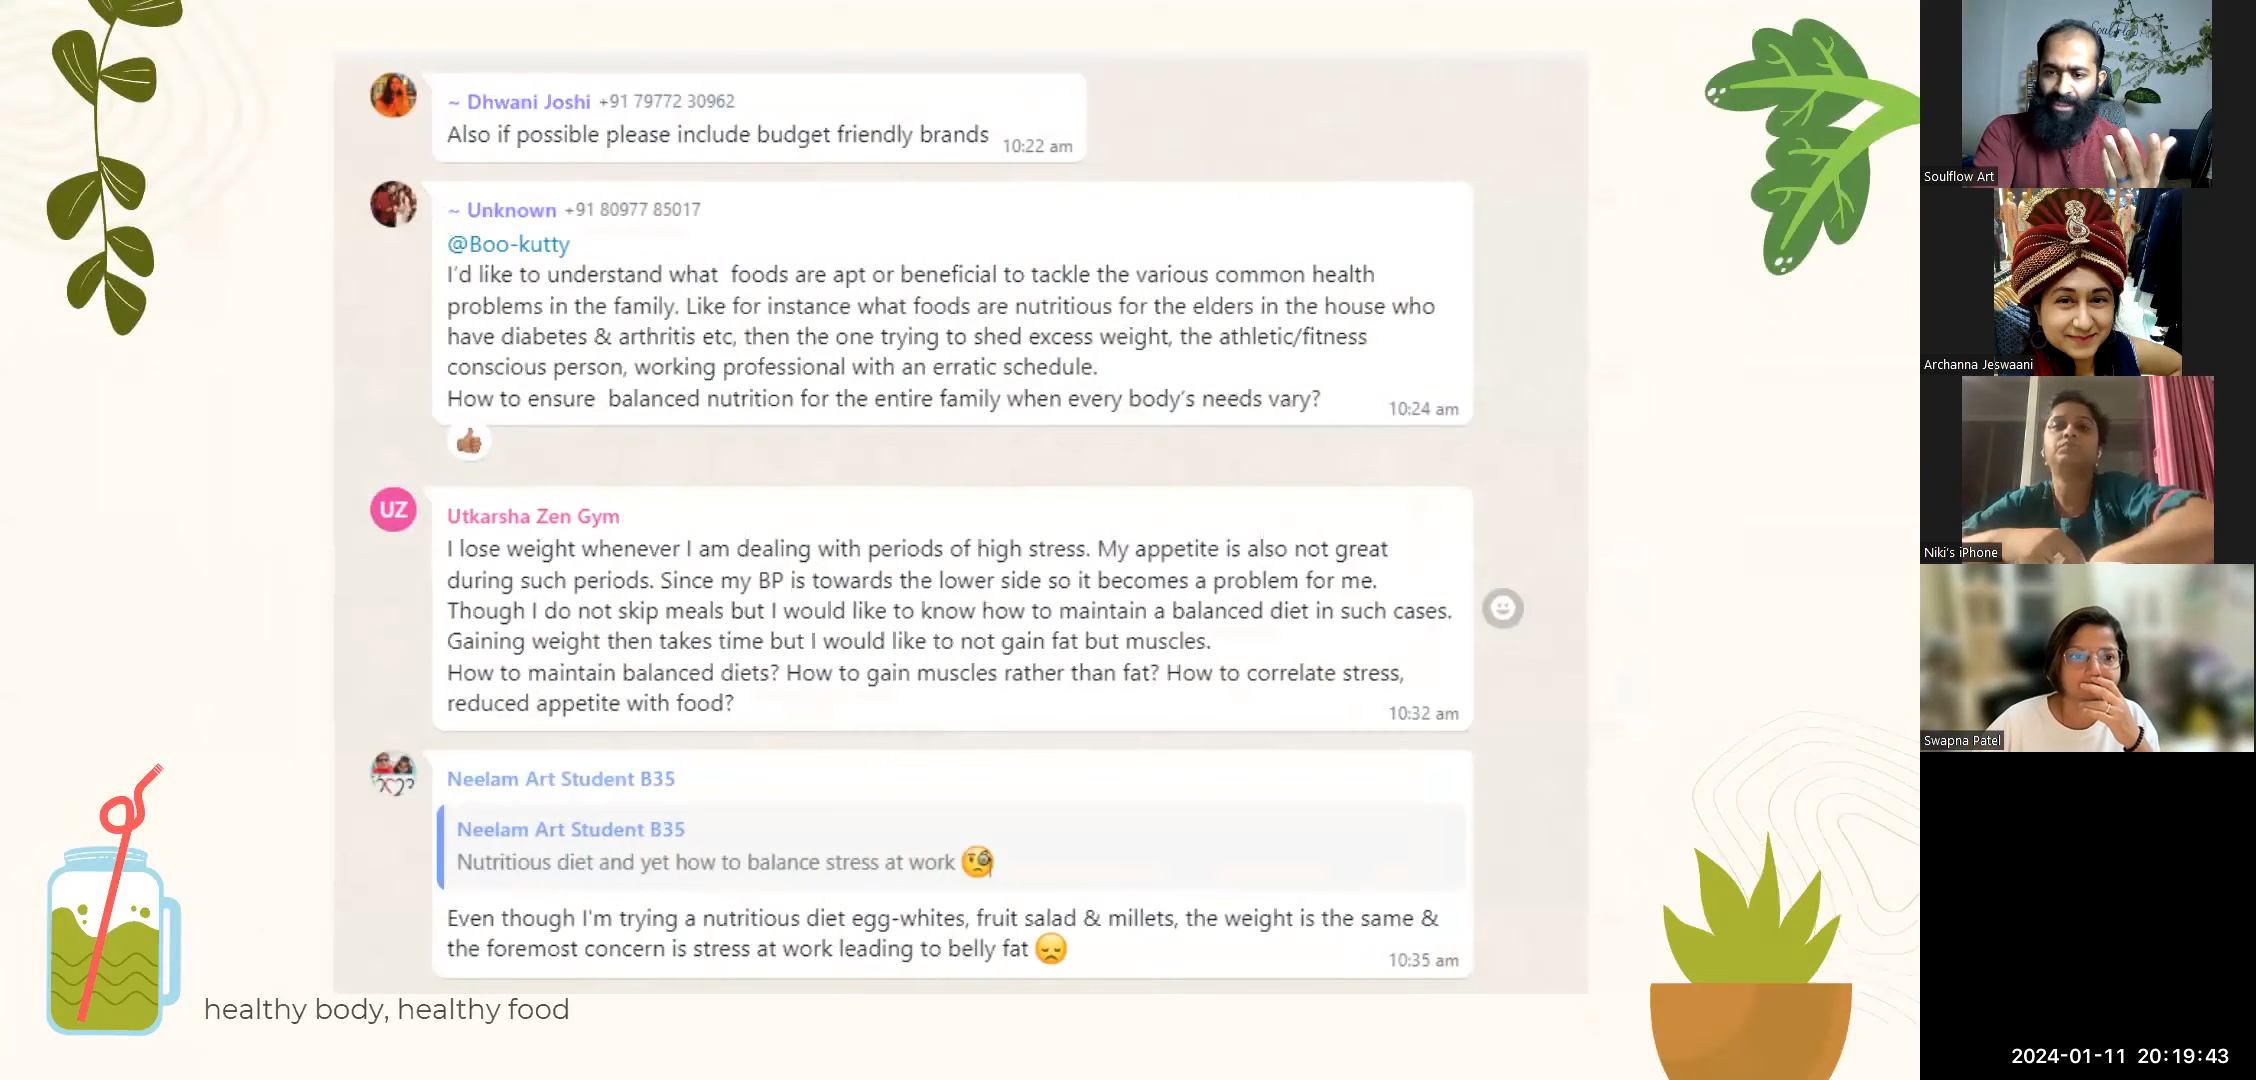 ~ Dhwani Joshi +91 79772 30962
Also if possible please include budget friendly brands
10:22 am
~ Unknown +91 80977 85017
@Boo-kutty
I'd like to understand what foods are apt or beneficial to tackle the various common health
problems in the family. Like for instance what foods are nutritious for the elders in the house who
have diabetes & arthritis etc, then the one trying to shed excess weight, the athletic/fitness
conscious person, working professional with an erratic schedule.
How to ensure balanced nutrition for the entire family when every body's needs vary?
10:24 am
UZ
Utkarsha Zen Gym
I lose weight whenever I am dealing with periods of high stress. My appetite is also not great
during such periods. Since my BP is towards the lower side so it becomes a problem for me.
Though I do not skip meals but I would like to know how to maintain a balanced diet in such cases.
Gaining weight then takes time but I would like to not gain fat but muscles.
How to maintain balanced diets? How to gain muscles rather than fat? How to correlate stress,
reduced appetite with food?
10:32 am
Neelam Art Student B35
Neelam Art Student B35
Nutritious diet and yet how to balance stress at work 🧐
Even though I'm trying a nutritious diet egg-whites, fruit salad & millets, the weight is the same &
the foremost concern is stress at work leading to belly fat 😞
10:35 am
healthy body, healthy food
Soulflow Art
Archanna Jeswaani
Niki's iPhone
Swapna Patel
2024-01-11 20:19:43